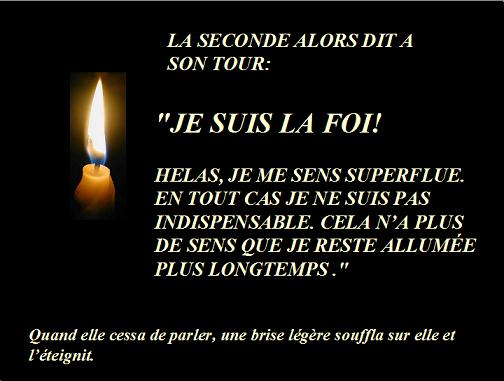 LA SECONDE ALORS DIT A
SON TOUR:
"JE SUIS LA FOI!
HELAS, JE ME SENS SUPERFLUE.
EN TOUT CAS JE NE SUIS PAS
INDISPENSABLE. CELA N’A PLUS
DE SENS QUE JE RESTE ALLUMÉE
PLUS LONGTEMPS ."
Quand elle cessa de parler, une brise légère souffla sur elle et
l’éteignit.